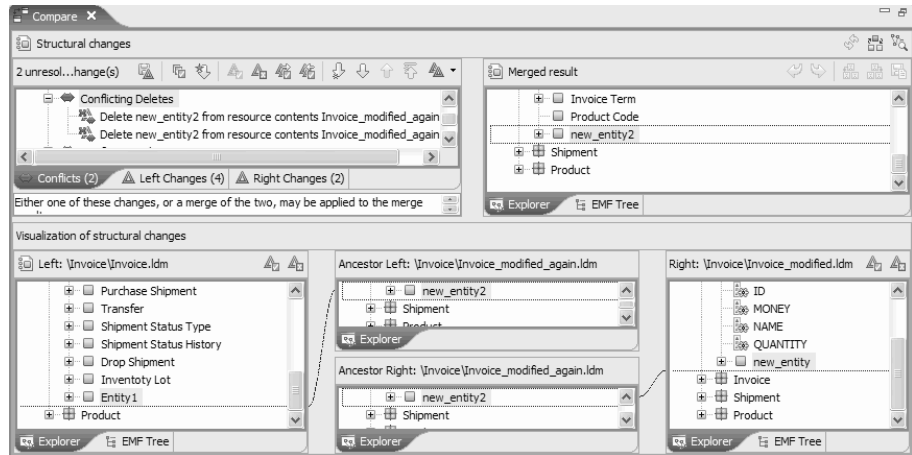 Compare
Structural changes
2 unresol...hange(s)
Conflicting Deletes
Delete new_entity2 from resource contents Invoice_modified_again
Delete new_entity2 from resource contents Invoice_modified_again
Conflicts (2)
Left Changes (4)
Right Changes (2)
Either one of these changes, or a merge of the two, may be applied to the merge
Merged result
Invoice Term
Product Code
new_entity2
Shipment
Product
Explorer
EMF Tree
Visualization of structural changes
Left: \Invoice\Invoice.ldm
Purchase Shipment
Transfer
Shipment Status Type
Shipment Status History
Drop Shipment
Inventoty Lot
Entity1
Product
Explorer
EMF Tree
Ancestor Left: \Invoice\Invoice_modified_again.ldm
new_entity2
Shipment
Product
Explorer
Ancestor Right: \Invoice\Invoice_modified_again.ldm
new_entity2
Shipment
Explorer
Right: \Invoice\Invoice_modified.ldm
ID
MONEY
NAME
QUANTITY
new_entity
Invoice
Shipment
Product
Explorer
EMF Tree